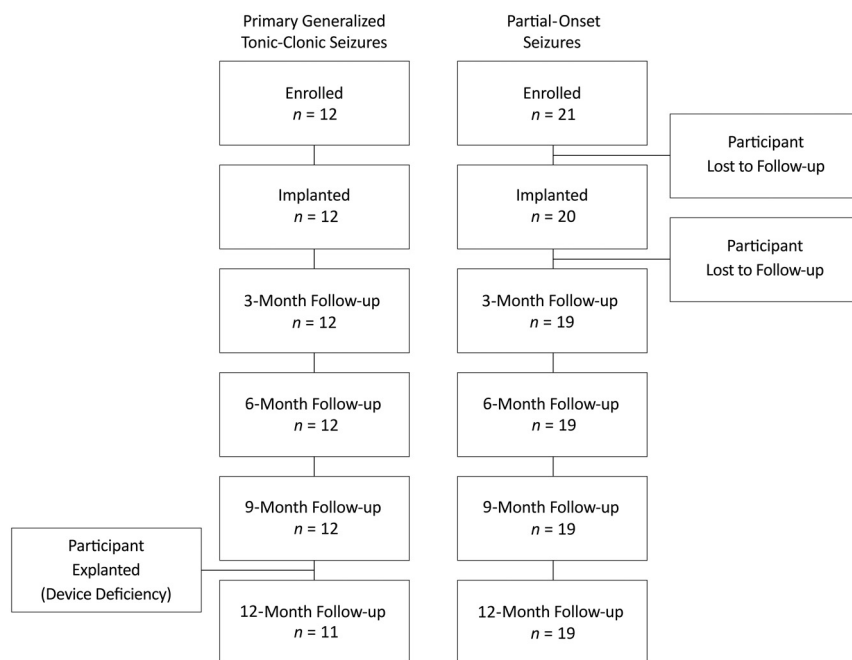 Primary Generalized
Tonic-Clonic Seizures
Partial-Onset
Seizures
Enrolled
n = 12
Enrolled
n = 21
Participant
Lost to Follow-up
Implanted
n = 12
Implanted
n = 20
Participant
Lost to Follow-up
3-Month Follow-up
n = 12
3-Month Follow-up
n = 19
6-Month Follow-up
n = 12
6-Month Follow-up
n = 19
9-Month Follow-up
n = 12
9-Month Follow-up
n = 19
Participant
Explanted
(Device Deficiency)
12-Month Follow-up
n = 11
12-Month Follow-up
n = 19